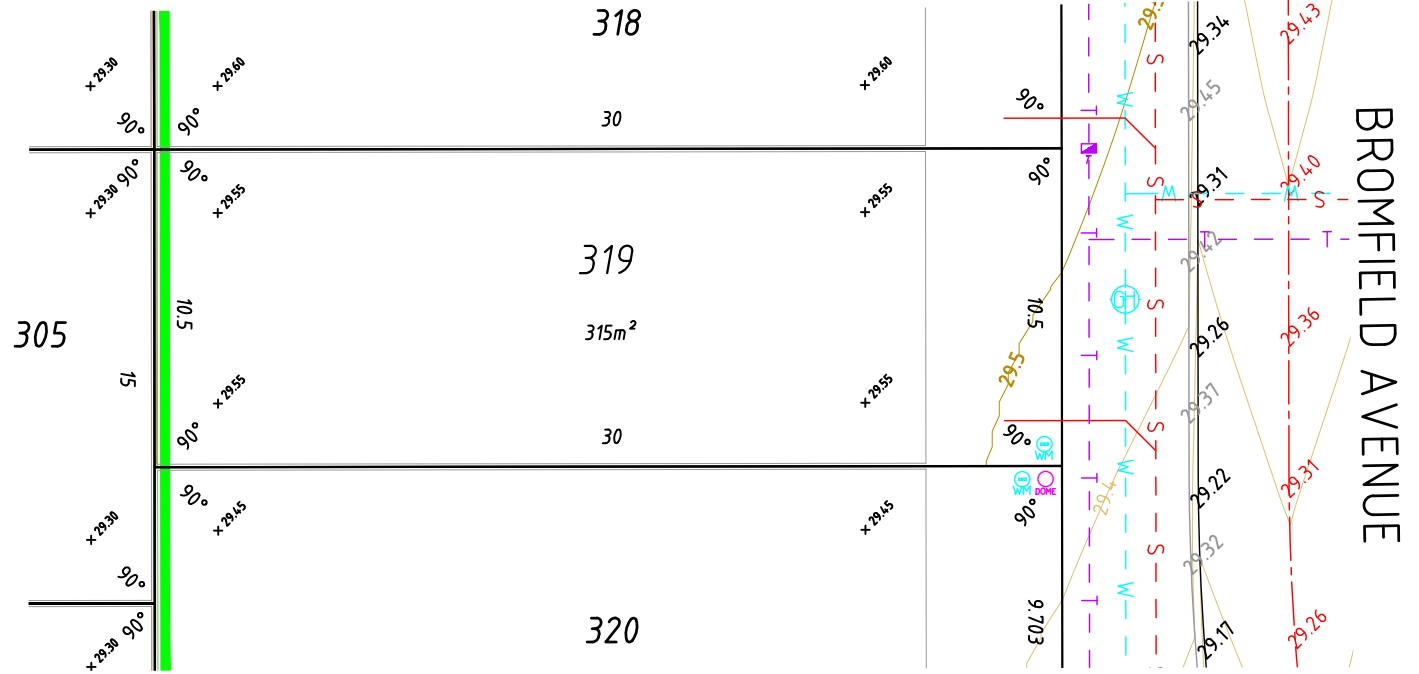 318
× 29.30
× 29.60
× 29.60
90°
90°
30
90°
29.34
29.45
29.43
90°
90°
90°
× 29.30
× 29.55
× 29.55
29.31
29.40
319
315m²
305
10.5
15
10.5
GH
29.42
29.36
29.26
29.5
29.37
× 29.55
× 29.55
90°
30
90°
WM
WM
DOME
29.31
29.22
29.4
90°
90°
× 29.30
× 29.45
× 29.45
29.32
90°
90°
× 29.30
320
9.703
29.17
29.26
W
W
W
W
W
W
W
S
S
S
S
S
S
T
T
BROMFIELD AVENUE